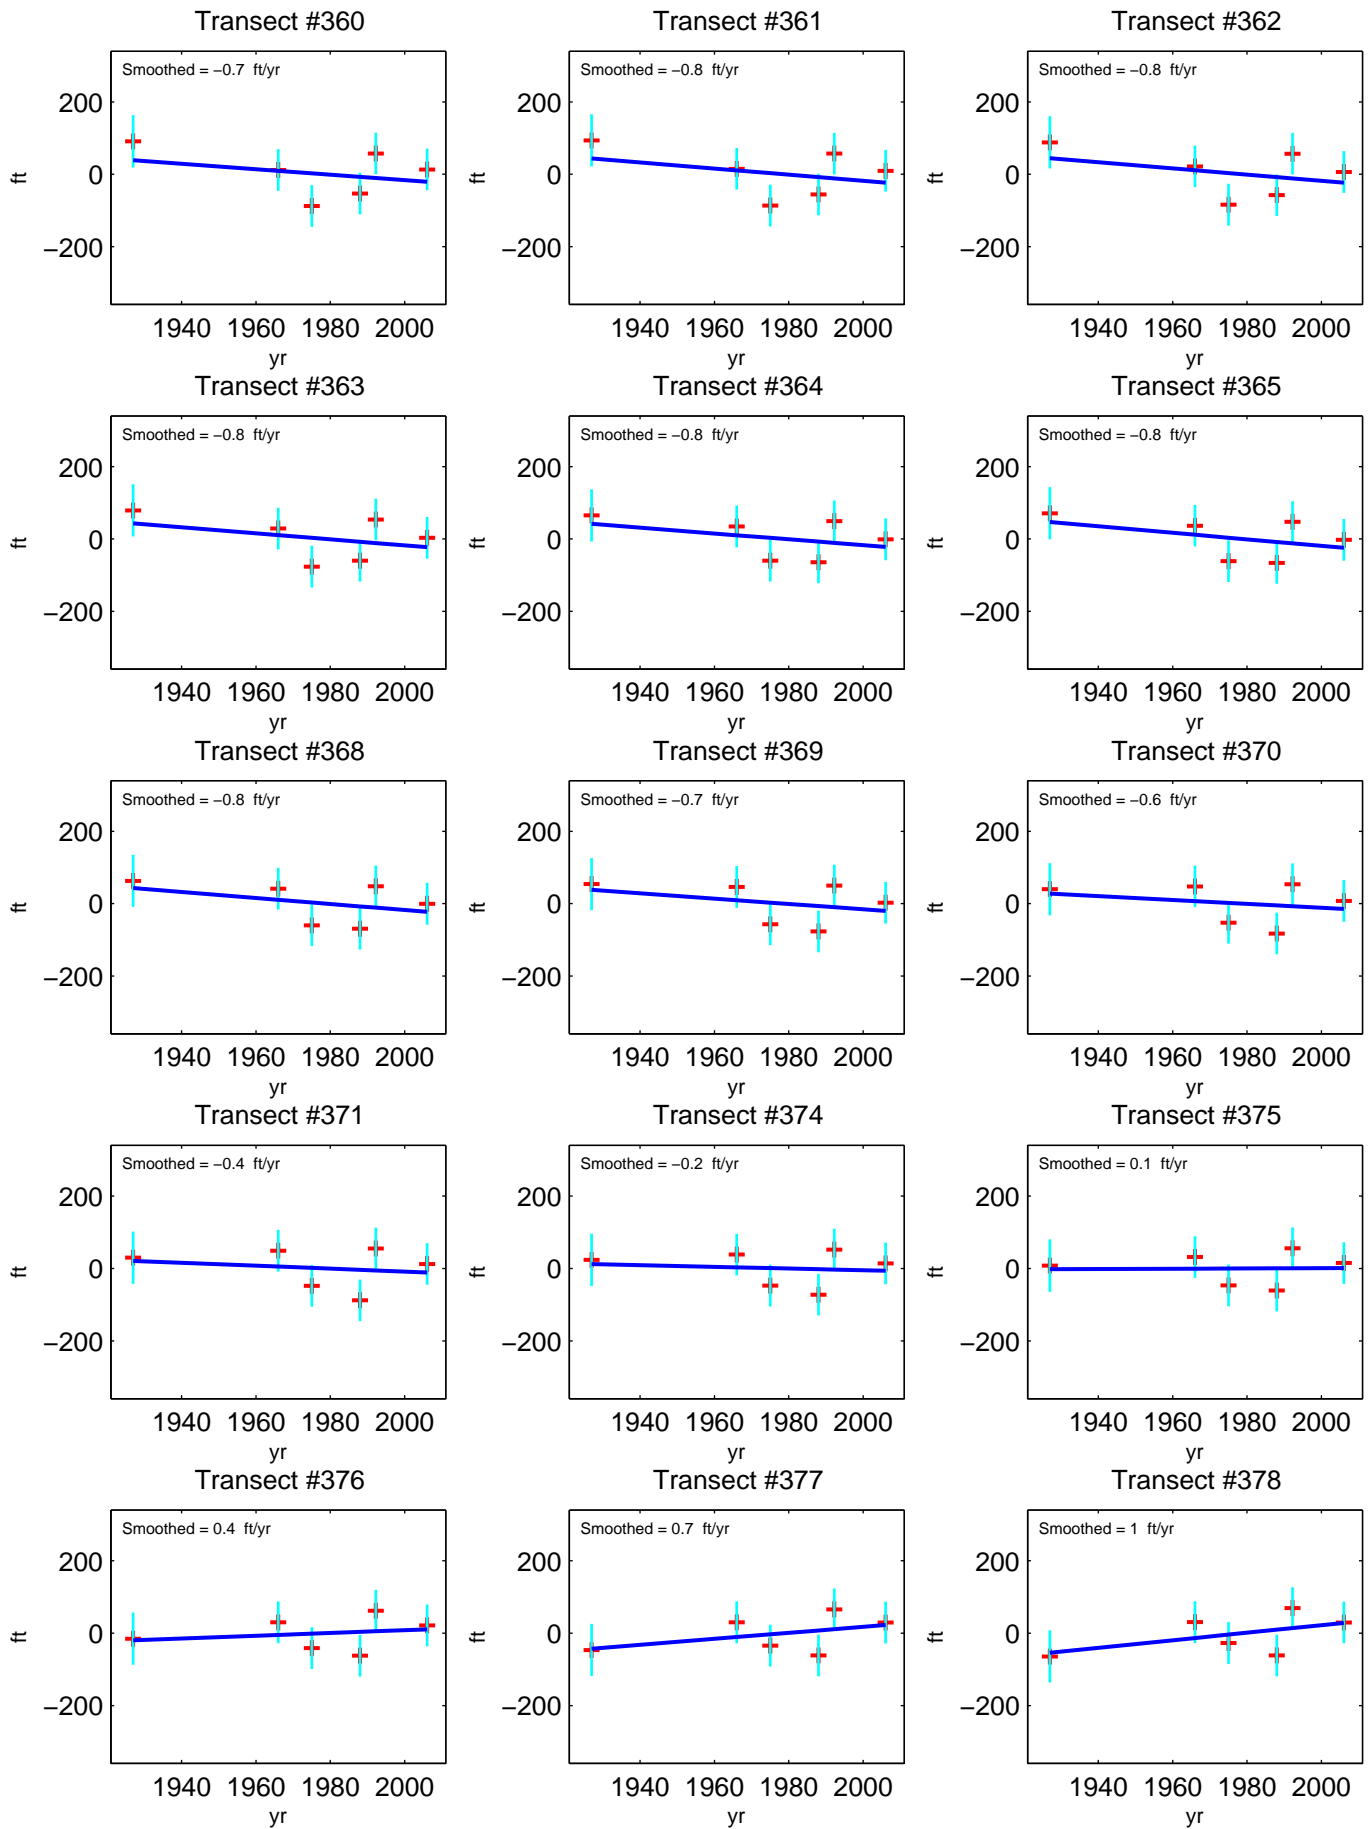 Transect #360 Transect #361 Transect #362
Smoothed = −0.7 ft/yr Smoothed = −0.8 ft/yr Smoothed = −0.8 ft/yr
200 200 200
ft 0 ft 0 ft 0
−200 −200 −200
1940 1960 1980 2000 1940 1960 1980 2000 1940 1960 1980 2000
yr yr yr
Transect #363 Transect #364 Transect #365
Smoothed = −0.8 ft/yr Smoothed = −0.8 ft/yr Smoothed = −0.8 ft/yr
200 200 200
ft 0 ft 0 ft 0
−200 −200 −200
1940 1960 1980 2000 1940 1960 1980 2000 1940 1960 1980 2000
yr yr yr
Transect #368 Transect #369 Transect #370
Smoothed = −0.8 ft/yr Smoothed = −0.7 ft/yr Smoothed = −0.6 ft/yr
200 200 200
ft 0 ft 0 ft 0
−200 −200 −200
1940 1960 1980 2000 1940 1960 1980 2000 1940 1960 1980 2000
yr yr yr
Transect #371 Transect #374 Transect #375
Smoothed = −0.4 ft/yr Smoothed = −0.2 ft/yr Smoothed = 0.1 ft/yr
200 200 200
ft 0 ft 0 ft 0
−200 −200 −200
1940 1960 1980 2000 1940 1960 1980 2000 1940 1960 1980 2000
yr yr yr
Transect #376 Transect #377 Transect #378
Smoothed = 0.4 ft/yr Smoothed = 0.7 ft/yr Smoothed = 1 ft/yr
200 200 200
ft 0 ft 0 ft 0
−200 −200 −200
1940 1960 1980 2000 1940 1960 1980 2000 1940 1960 1980 2000
yr yr yr